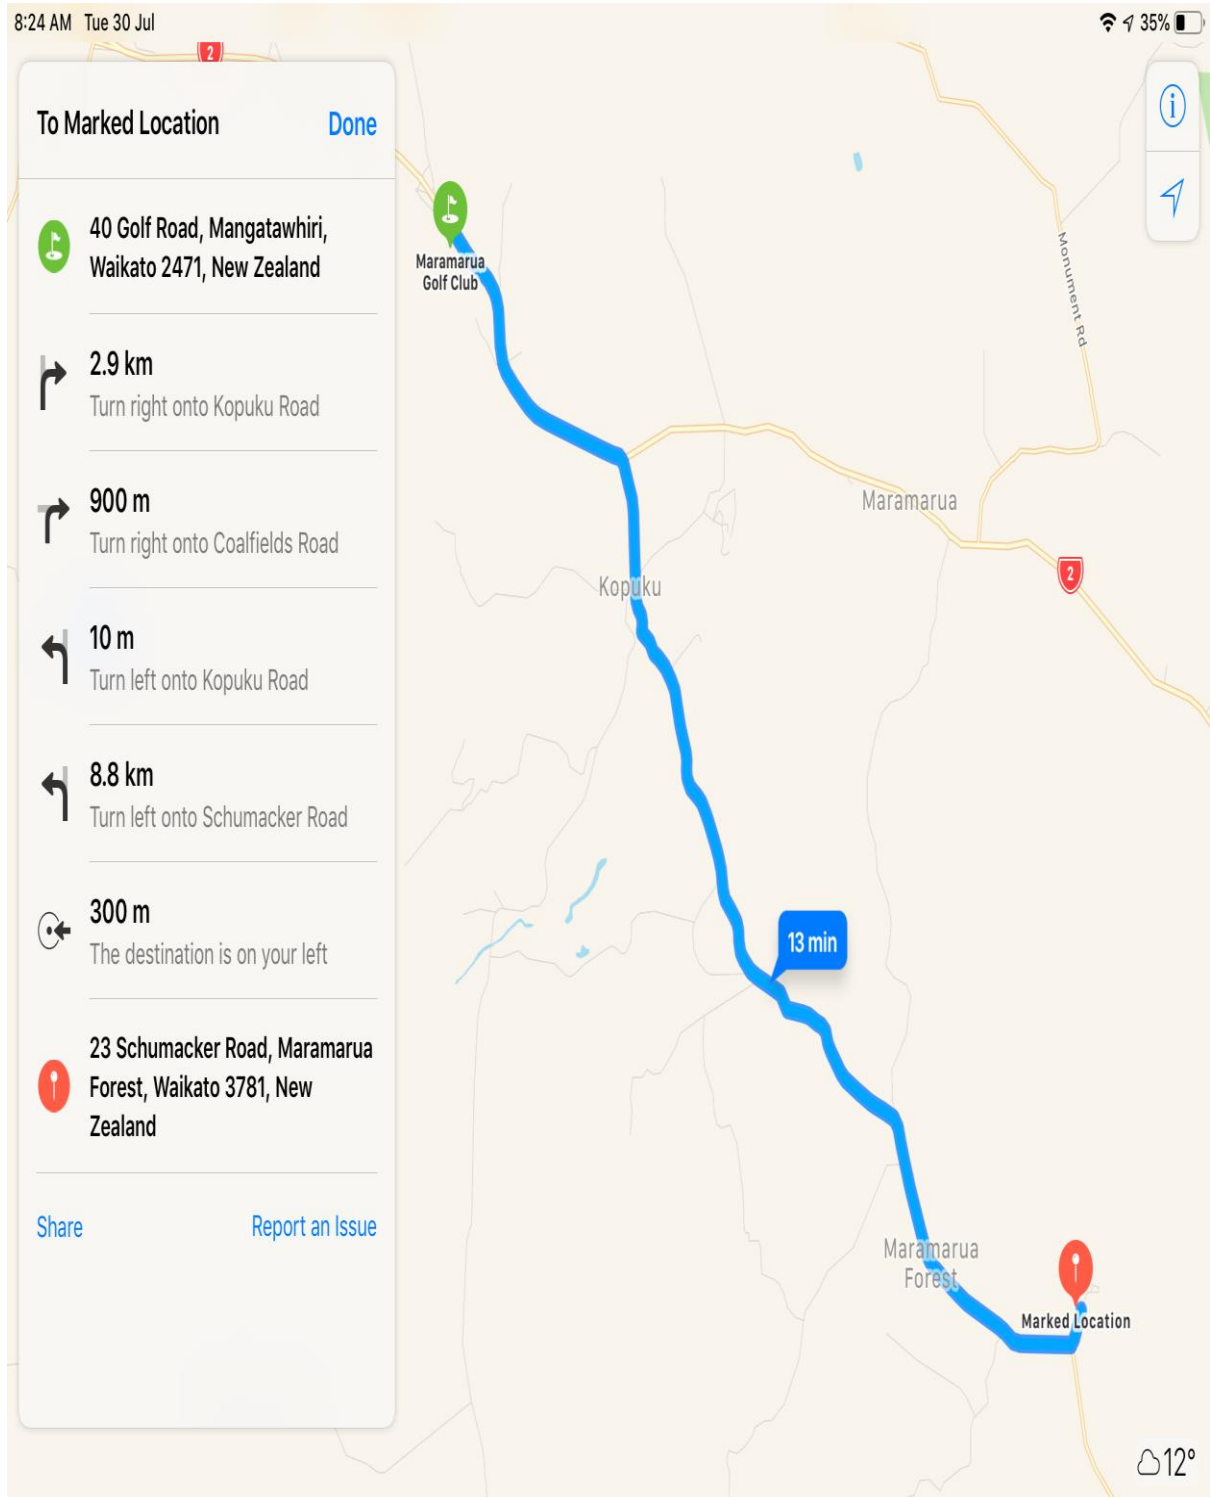 8:24 AM Tue 30 Jul
35%
2
To Marked Location
Done
40 Golf Road, Mangatawhiri,
Waikato 2471, New Zealand
2.9 km
Turn right onto Kopuku Road
900 m
Turn right onto Coalfields Road
10 m
Turn left onto Kopuku Road
8.8 km
Turn left onto Schumacker Road
300 m
The destination is on your left
23 Schumacker Road, Maramarua
Forest, Waikato 3781, New
Zealand
Share
Report an Issue
i
Maramarua
Golf Club
Monument Rd
Maramarua
2
Kopuku
13 min
Maramarua
Forest
Marked Location
12°